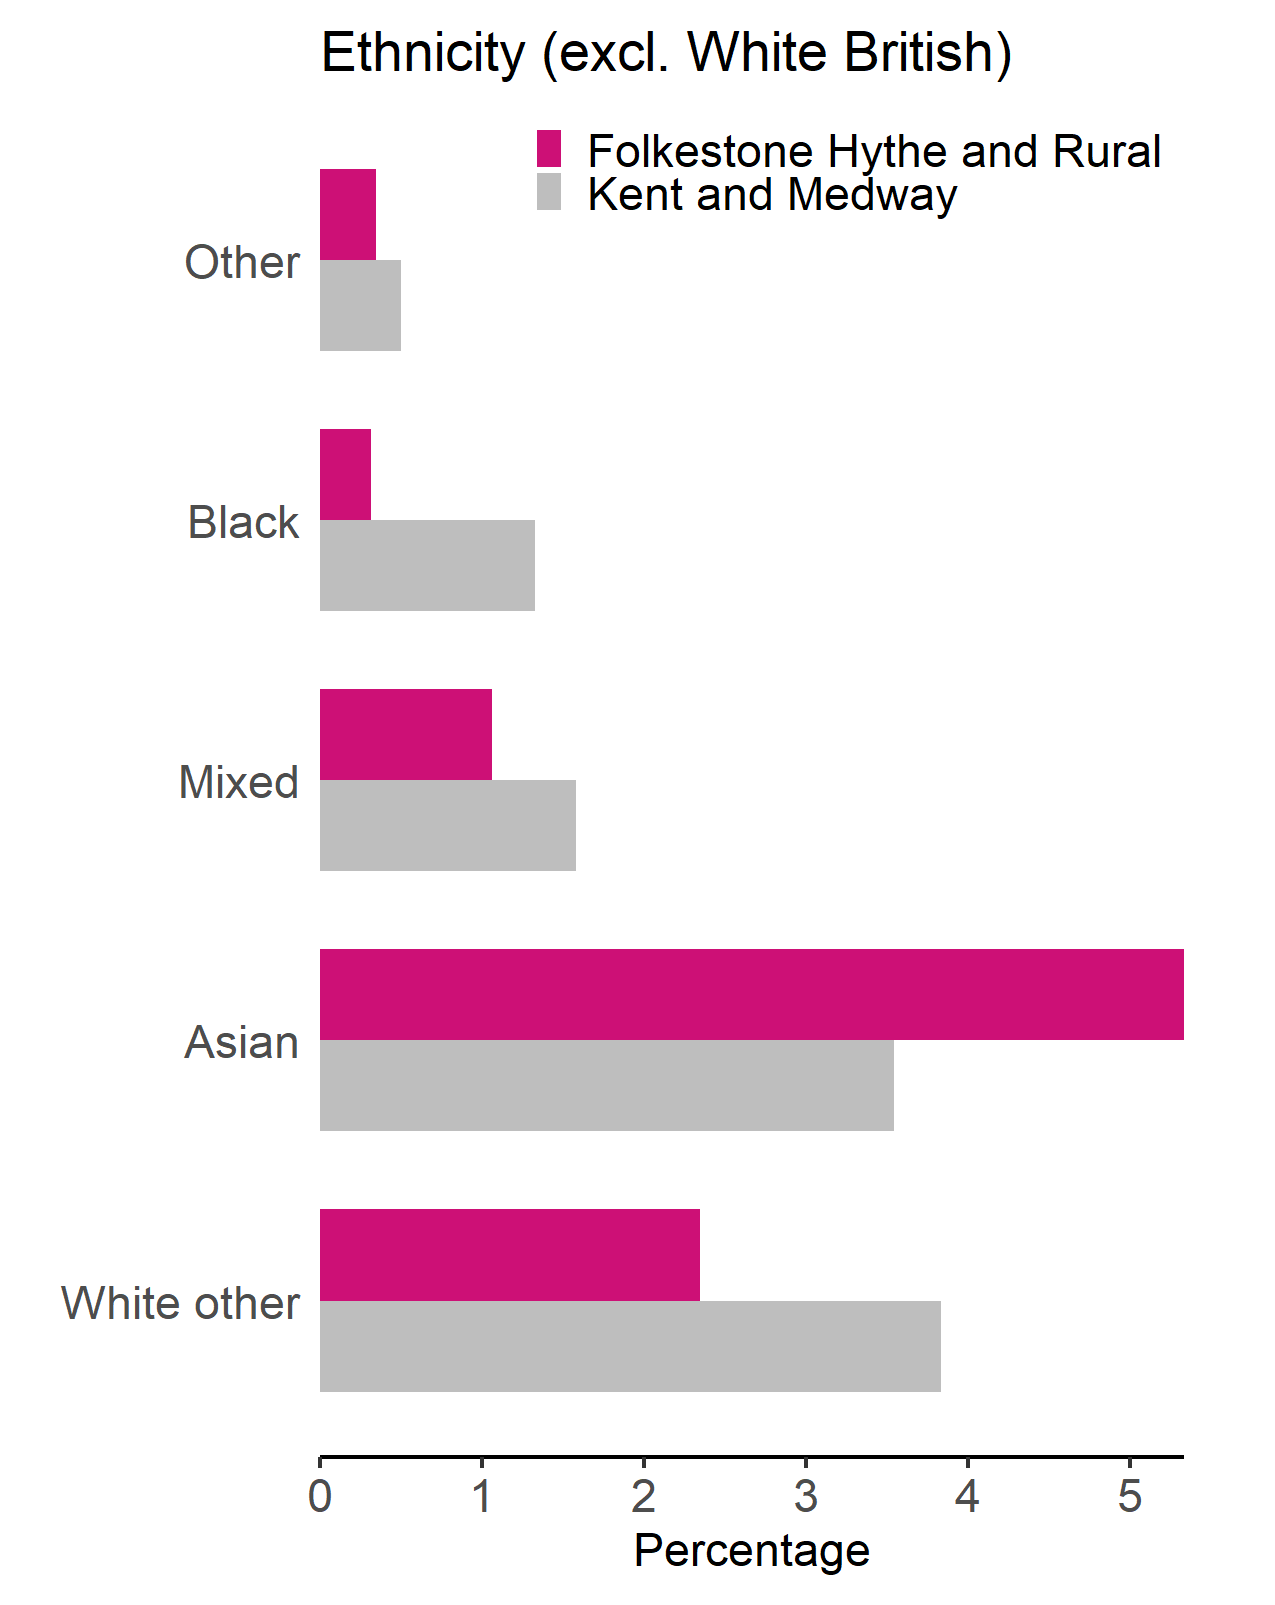 Ethnicity (excl. White British)
Folkestone Hythe and Rural
Kent and Medway
Other
Black
Mixed
Asian
White other
0 1 2 3 4 5
Percentage